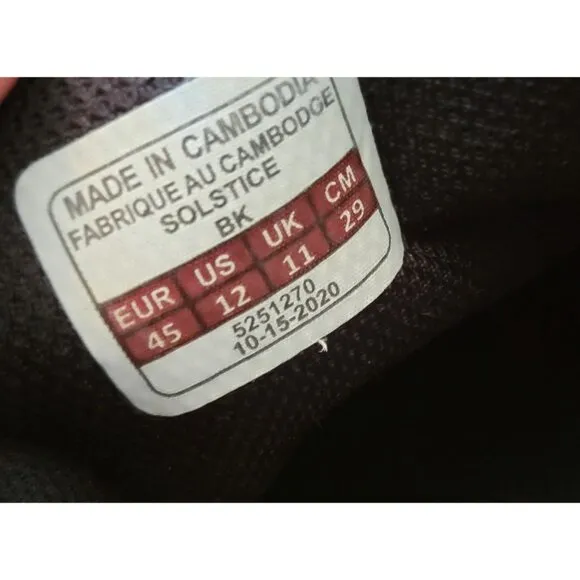 MADE IN CAMBODIA
FABRIQUE AU CAMBODGE
SOLSTICE
BK
EUR US UK CM
45 12 11 29
5251270
10-15-2020